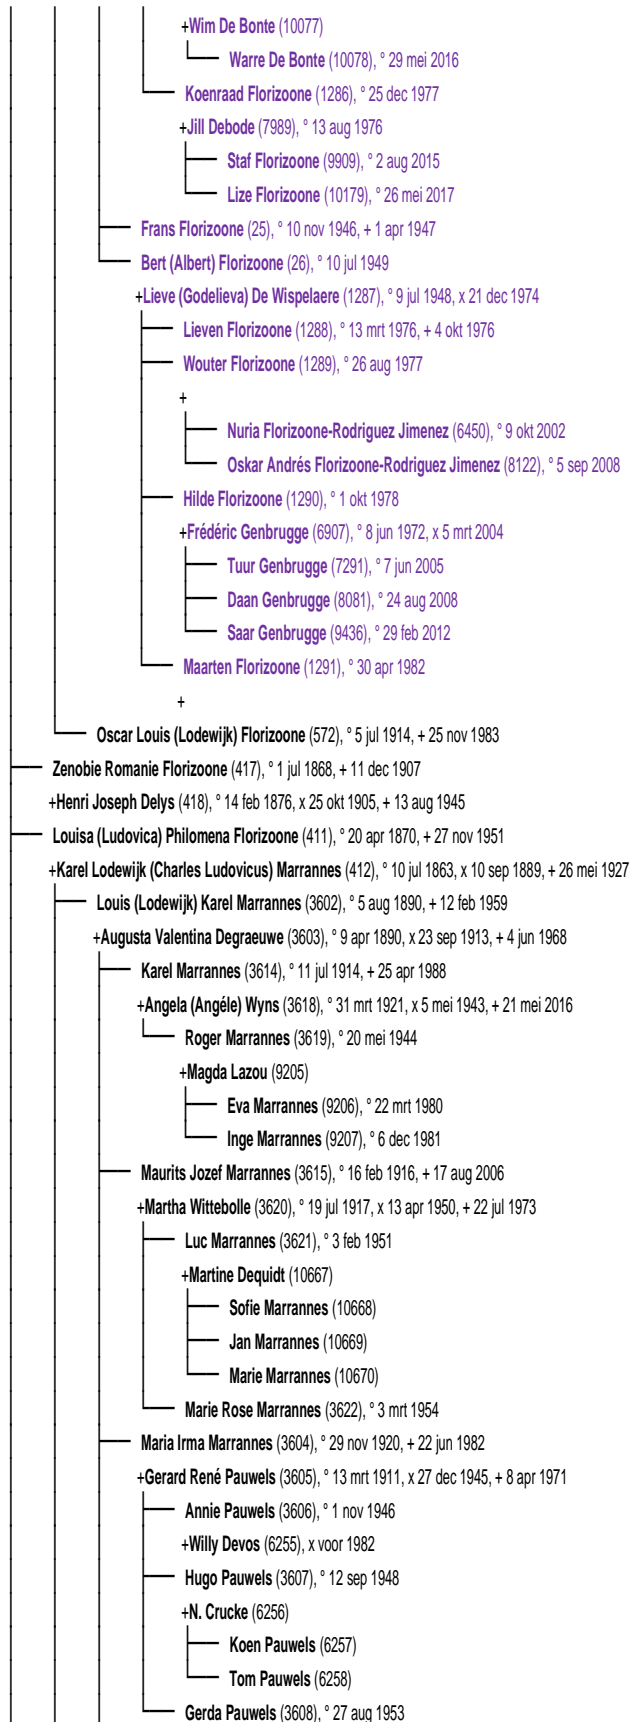 +Wim De Bonte (10077)
Warre De Bonte (10078), ° 29 mei 2016
Koenraad Florizoone (1286), ° 25 dec 1977
+Jill Debode (7989), ° 13 aug 1976
Staf Florizoone (9909), ° 2 aug 2015
Lize Florizoone (10179), ° 26 mei 2017
Frans Florizoone (25), ° 10 nov 1946, + 1 apr 1947
Bert (Albert) Florizoone (26), ° 10 jul 1949
+Lieve (Godelieva) De Wispelaere (1287), ° 9 jul 1948, x 21 dec 1974
Lieven Florizoone (1288), ° 13 mrt 1976, + 4 okt 1976
Wouter Florizoone (1289), ° 26 aug 1977
+
Nuria Florizoone-Rodriguez Jimenez (6450), ° 9 okt 2002
Oskar Andrés Florizoone-Rodriguez Jimenez (8122), ° 5 sep 2008
Hilde Florizoone (1290), ° 1 okt 1978
+Frédéric Genbrugge (6907), ° 8 jun 1972, x 5 mrt 2004
Tuur Genbrugge (7291), ° 7 jun 2005
Daan Genbrugge (8081), ° 24 aug 2008
Saar Genbrugge (9436), ° 29 feb 2012
Maarten Florizoone (1291), ° 30 apr 1982
+
Oscar Louis (Lodewijk) Florizoone (572), ° 5 jul 1914, + 25 nov 1983
Zenobie Romanie Florizoone (417), ° 1 jul 1868, + 11 dec 1907
+Henri Joseph Delys (418), ° 14 feb 1876, x 25 okt 1905, + 13 aug 1945
Louisa (Ludovica) Philomena Florizoone (411), ° 20 apr 1870, + 27 nov 1951
+Karel Lodewijk (Charles Ludovicus) Marrannes (412), ° 10 jul 1863, x 10 sep 1889, + 26 mei 1927
Louis (Lodewijk) Karel Marrannes (3602), ° 5 aug 1890, + 12 feb 1959
+Augusta Valentina Degraeuwe (3603), ° 9 apr 1890, x 23 sep 1913, + 4 jun 1968
Karel Marrannes (3614), ° 11 jul 1914, + 25 apr 1988
+Angela (Angéle) Wyns (3618), ° 31 mrt 1921, x 5 mei 1943, + 21 mei 2016
Roger Marrannes (3619), ° 20 mei 1944
+Magda Lazou (9205)
Eva Marrannes (9206), ° 22 mrt 1980
Inge Marrannes (9207), ° 6 dec 1981
Maurits Jozef Marrannes (3615), ° 16 feb 1916, + 17 aug 2006
+Martha Wittebolle (3620), ° 19 jul 1917, x 13 apr 1950, + 22 jul 1973
Luc Marrannes (3621), ° 3 feb 1951
+Martine Dequidt (10667)
Sofie Marrannes (10668)
Jan Marrannes (10669)
Marie Marrannes (10670)
Marie Rose Marrannes (3622), ° 3 mrt 1954
Maria Irma Marrannes (3604), ° 29 nov 1920, + 22 jun 1982
+Gerard René Pauwels (3605), ° 13 mrt 1911, x 27 dec 1945, + 8 apr 1971
Annie Pauwels (3606), ° 1 nov 1946
+Willy Devos (6255), x voor 1982
Hugo Pauwels (3607), ° 12 sep 1948
+N. Crucke (6256)
Koen Pauwels (6257)
Tom Pauwels (6258)
Gerda Pauwels (3608), ° 27 aug 1953